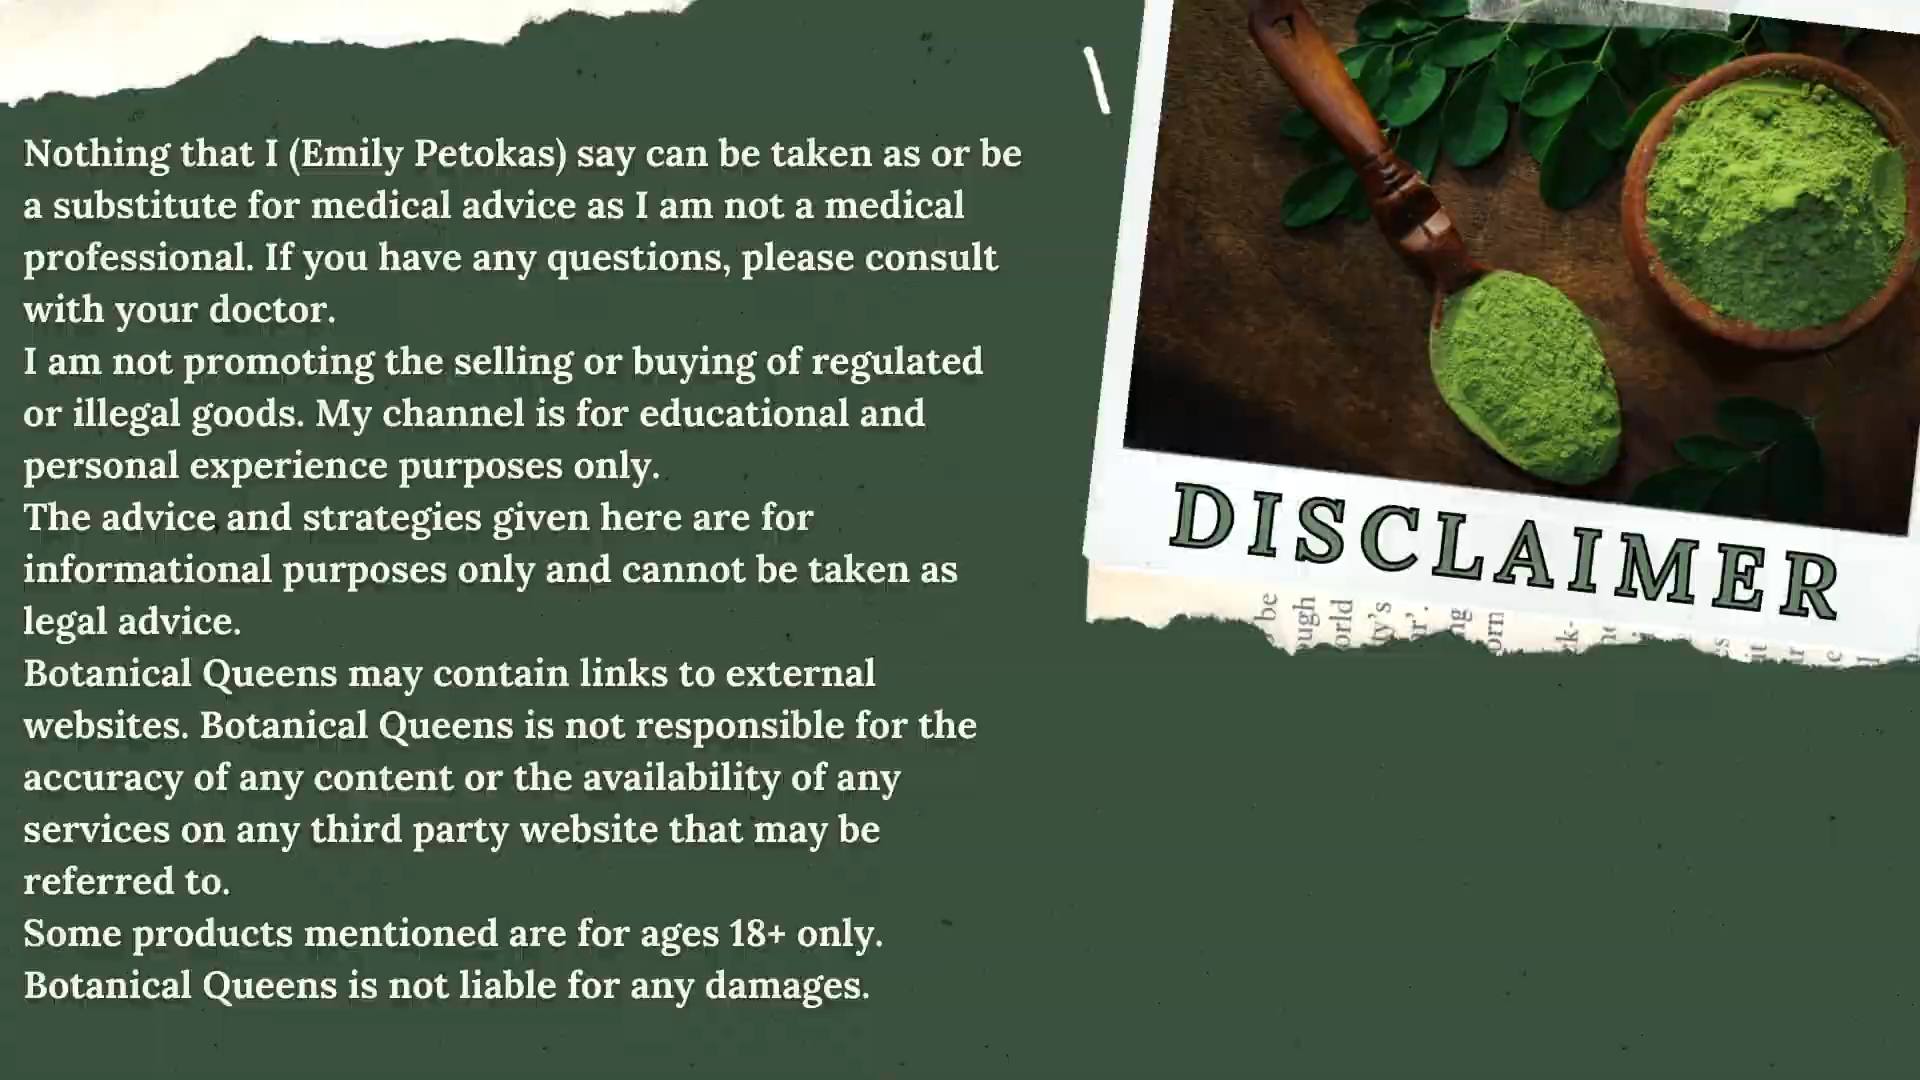 Nothing that I (Emily Petokas) say can be taken as or be
a substitute for medical advice as I am not a medical
professional. If you have any questions, please consult
with your doctor.
I am not promoting the selling or buying of regulated
or illegal goods. My channel is for educational and
personal experience purposes only.
The advice and strategies given here are for
informational purposes only and cannot be taken as
legal advice.
Botanical Queens may contain links to external
websites. Botanical Queens is not responsible for the
accuracy of any content or the availability of any
services on any third party website that may be
referred to.
Some products mentioned are for ages 18+ only.
Botanical Queens is not liable for any damages.
DISCLAIMER
be